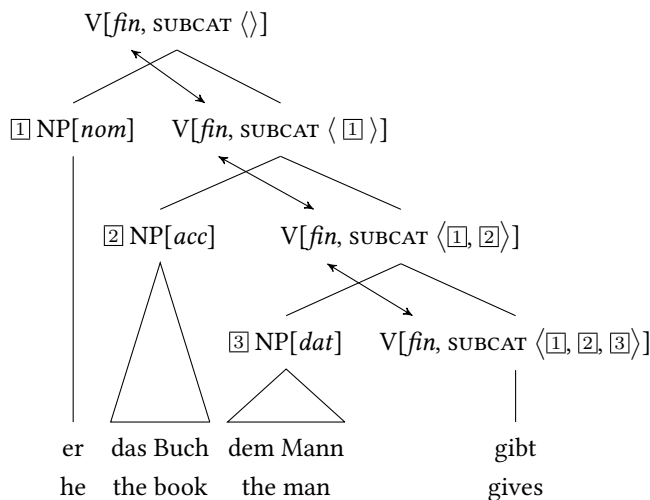 V[fin, SUBCAT ⟨⟩]
1 NP[nom] V[fin, SUBCAT ⟨ 1 ⟩]
2 NP[acc] V[fin, SUBCAT ⟨1, 2⟩]
3 NP[dat] V[fin, SUBCAT ⟨1, 2, 3⟩]
er das Buch dem Mann gibt
he the book the man gives